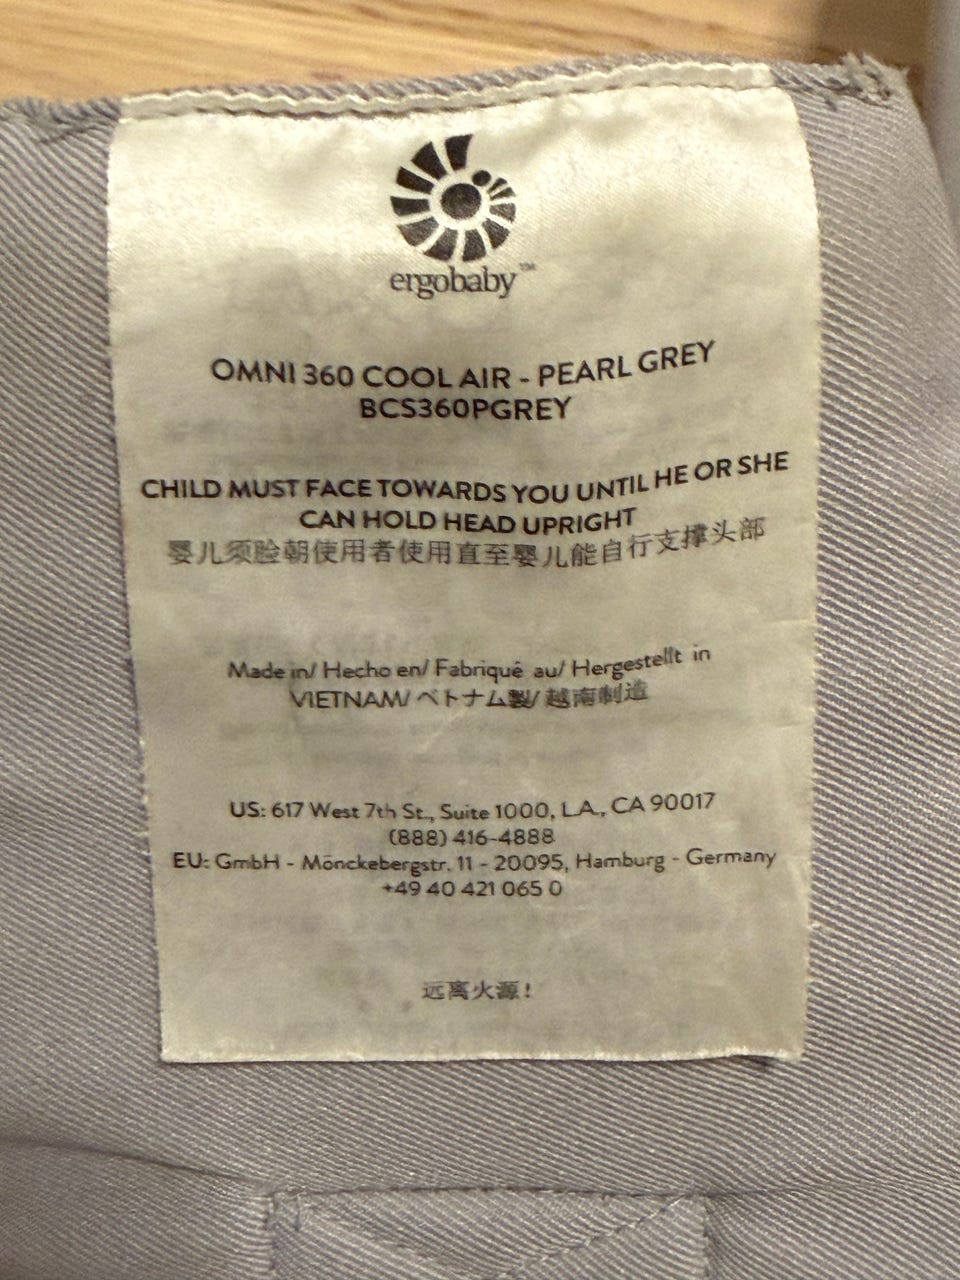 ergobaby™
OMNI 360 COOL AIR - PEARL GREY
BCS360PGREY
CHILD MUST FACE TOWARDS YOU UNTIL HE OR SHE
CAN HOLD HEAD UPRIGHT
婴儿须脸朝使用者使用直至婴儿能自行支撑头部
Made in/ Hecho en/ Fabriqué au/ Hergestellt in
VIETNAM/ ベトナム製/ 越南制造
US: 617 West 7th St., Suite 1000, L.A., CA 90017
(888) 416-4888
EU: GmbH - Mönckebergstr. 11 - 20095, Hamburg - Germany
+49 40 421 065 0
远离火源!